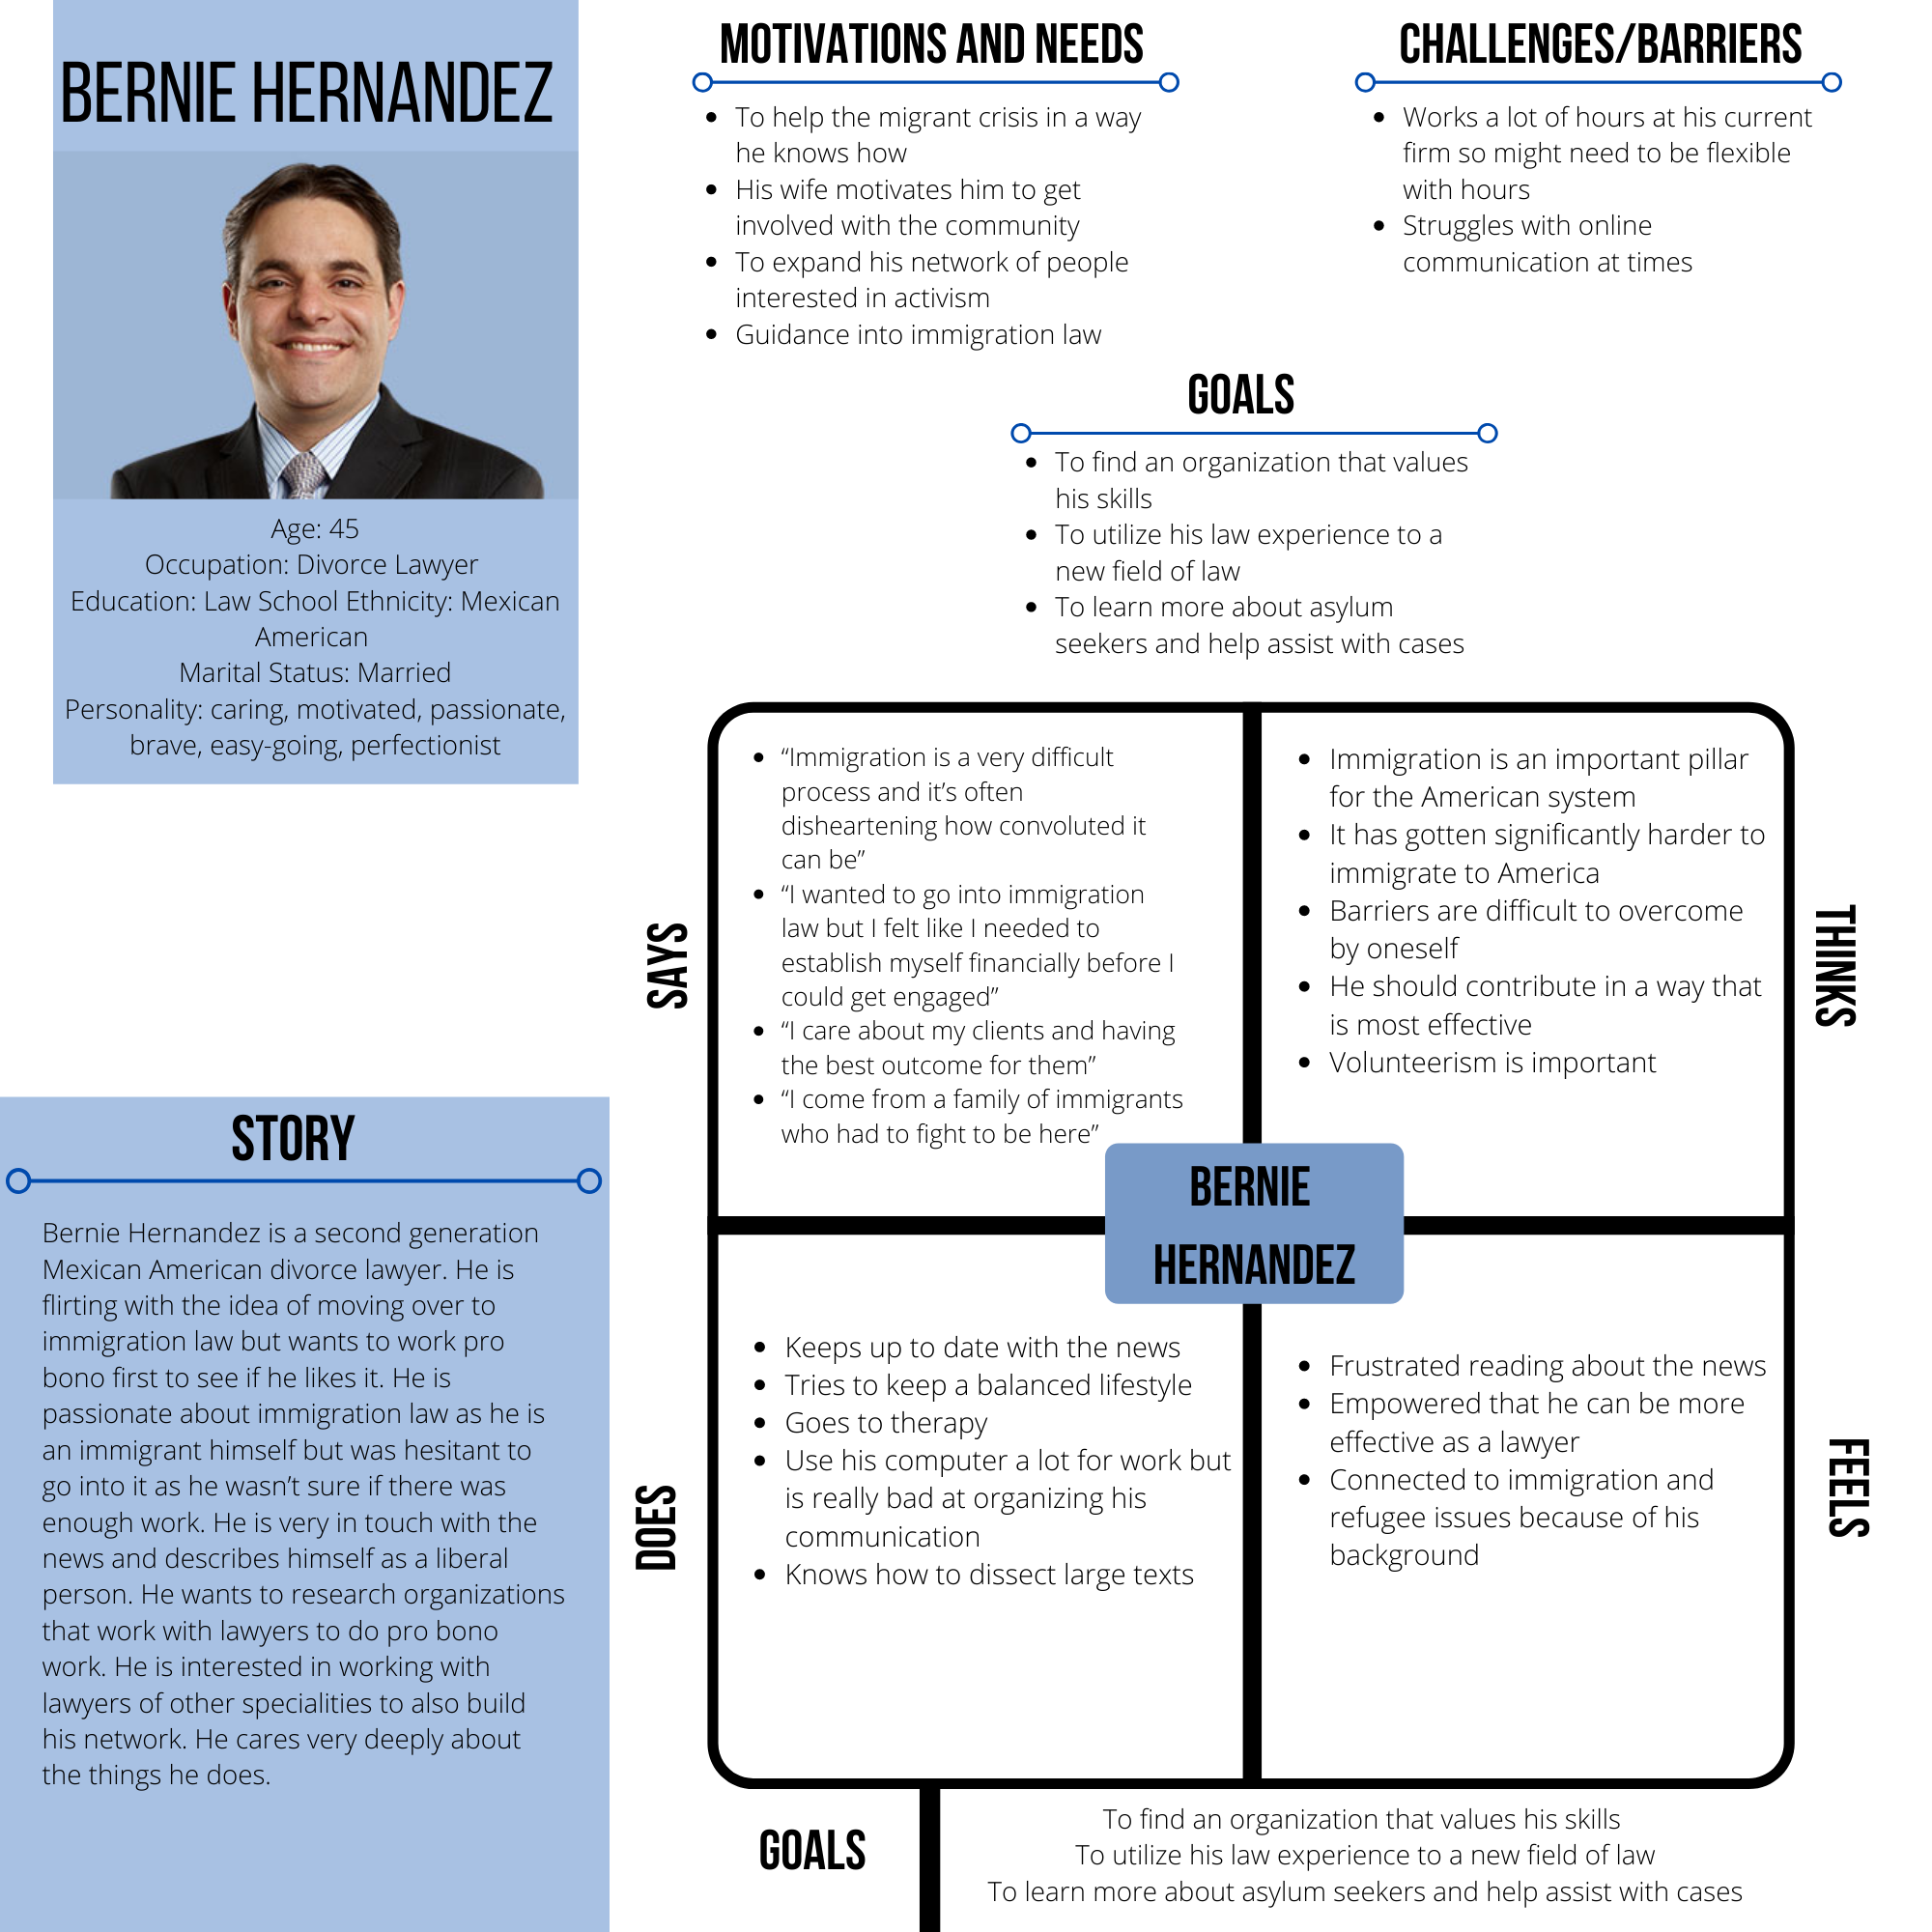 BERNIE HERNANDEZ
Age: 45
Occupation: Divorce Lawyer
Education: Law School Ethnicity: Mexican
American
Marital Status: Married
Personality: caring, motivated, passionate,
brave, easy-going, perfectionist
MOTIVATIONS AND NEEDS
• To help the migrant crisis in a way
he knows how
• His wife motivates him to get
involved with the community
• To expand his network of people
interested in activism
• Guidance into immigration law
CHALLENGES/BARRIERS
• Works a lot of hours at his current
firm so might need to be flexible
with hours
• Struggles with online
communication at times
GOALS
• To find an organization that values
his skills
• To utilize his law experience to a
new field of law
• To learn more about asylum
seekers and help assist with cases
STORY
Bernie Hernandez is a second generation
Mexican American divorce lawyer. He is
flirting with the idea of moving over to
immigration law but wants to work pro
bono first to see if he likes it. He is
passionate about immigration law as he is
an immigrant himself but was hesitant to
go into it as he wasn’t sure if there was
enough work. He is very in touch with the
news and describes himself as a liberal
person. He wants to research organizations
that work with lawyers to do pro bono
work. He is interested in working with
lawyers of other specialities to also build
his network. He cares very deeply about
the things he does.
SAYS
• “Immigration is a very difficult
process and it’s often
disheartening how convoluted it
can be”
• “I wanted to go into immigration
law but I felt like I needed to
establish myself financially before I
could get engaged”
• “I care about my clients and having
the best outcome for them”
• “I come from a family of immigrants
who had to fight to be here”
THINKS
• Immigration is an important pillar
for the American system
• It has gotten significantly harder to
immigrate to America
• Barriers are difficult to overcome
by oneself
• He should contribute in a way that
is most effective
• Volunteerism is important
BERNIE
HERNANDEZ
DOES
• Keeps up to date with the news
• Tries to keep a balanced lifestyle
• Goes to therapy
• Use his computer a lot for work but
is really bad at organizing his
communication
• Knows how to dissect large texts
FEELS
• Frustrated reading about the news
• Empowered that he can be more
effective as a lawyer
• Connected to immigration and
refugee issues because of his
background
GOALS
To find an organization that values his skills
To utilize his law experience to a new field of law
To learn more about asylum seekers and help assist with cases